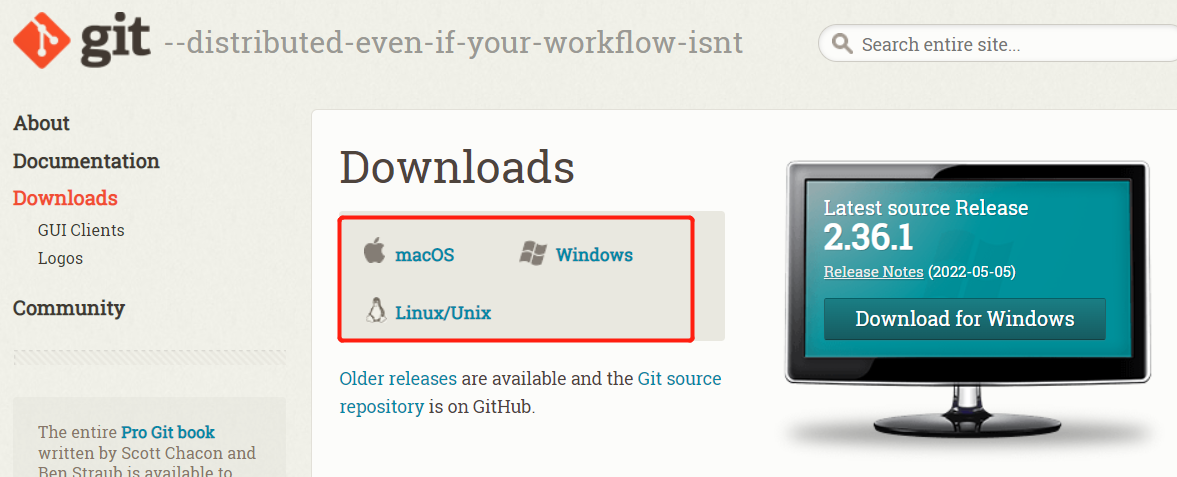 git --distributed-even-if-your-workflow-isnt
Search entire site...
About
Documentation
Downloads
GUI Clients
Logos
Community
The entire Pro Git book
written by Scott Chacon and
Ben Straub is available to
Downloads
macOS
Windows
Linux/Unix
Older releases are available and the Git source
repository is on GitHub.
Latest source Release
2.36.1
Release Notes (2022-05-05)
Download for Windows